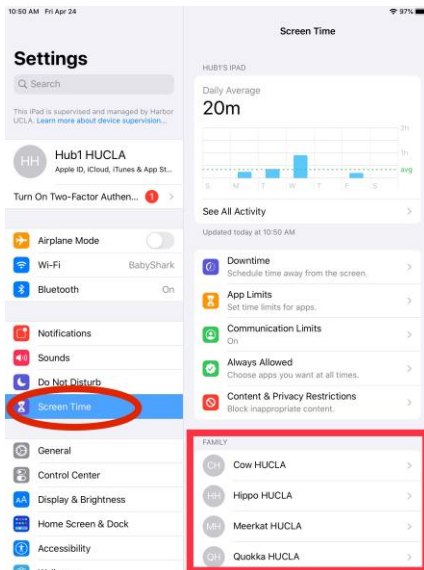 10:50 AM Fri Apr 24
97%
Settings
Search
This iPad is supervised and managed by Harbor
UCLA. Learn more about device supervision...
HH
Hub1 HUCLA
Apple ID, iCloud, iTunes & App St...
Turn On Two-Factor Authen...
1
Airplane Mode
Wi-Fi
BabyShark
Bluetooth
On
Notifications
Sounds
Do Not Disturb
Screen Time
General
Control Center
AA
Display & Brightness
Home Screen & Dock
Accessibility
Screen Time
HUB1'S IPAD
Daily Average
20m
2h
1h
avg
S M T W T F S
See All Activity
Updated today at 10:50 AM
Downtime
Schedule time away from the screen.
App Limits
Set time limits for apps.
Communication Limits
On
Always Allowed
Choose apps you want at all times.
Content & Privacy Restrictions
Block inappropriate content.
FAMILY
CH
Cow HUCLA
HH
Hippo HUCLA
MH
Meerkat HUCLA
QH
Quokka HUCLA